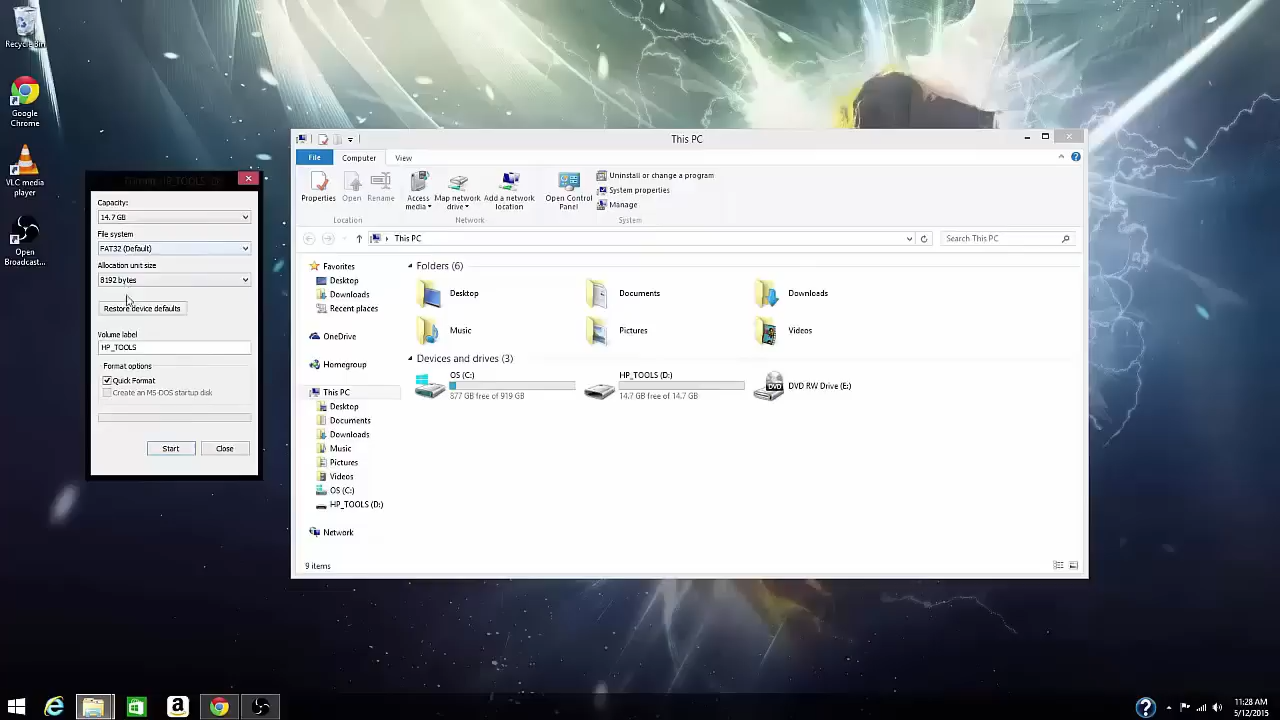 Recycle Bin
Google
Chrome
VLC media
player
Open
Broadcast...
Format HP_TOOLS (D:)
Capacity:
14.7 GB
File system
FAT32 (Default)
Allocation unit size
8192 bytes
Restore device defaults
Volume label
HP_TOOLS
Format options
Quick Format
Create an MS-DOS startup disk
Start
Close
This PC
File
Computer
View
Properties
Open
Rename
Location
Access
media
Map network
drive
Add a network
location
Network
Open Control
Panel
Uninstall or change a program
System properties
Manage
System
This PC
Search This PC
Favorites
Desktop
Downloads
Recent places
OneDrive
Homegroup
This PC
Desktop
Documents
Downloads
Music
Pictures
Videos
OS (C:)
HP_TOOLS (D:)
Network
Folders (6)
Desktop
Documents
Downloads
Music
Pictures
Videos
Devices and drives (3)
OS (C:)
877 GB free of 919 GB
HP_TOOLS (D:)
14.7 GB free of 14.7 GB
DVD
DVD RW Drive (E:)
9 items
11:28 AM
5/12/2015